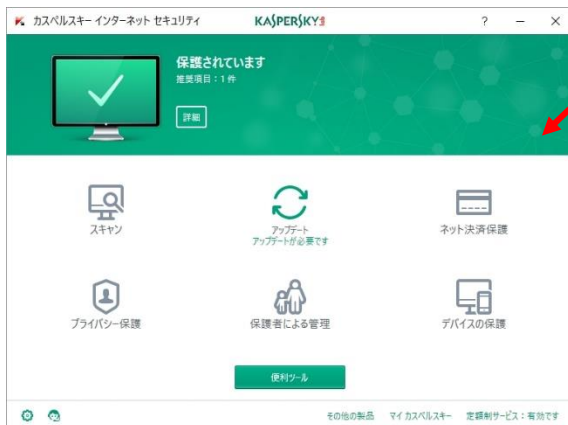 カスペルスキー インターネット セキュリティ
KASPERSKY
? － ×
保護されています
推奨項目：1 件
詳細
スキャン
アップデート
アップデートが必要です
ネット決済保護
プライバシー保護
保護者による管理
デバイスの保護
便利ツール
その他の製品 マイ カスペルスキー 定額制サービス：有効です